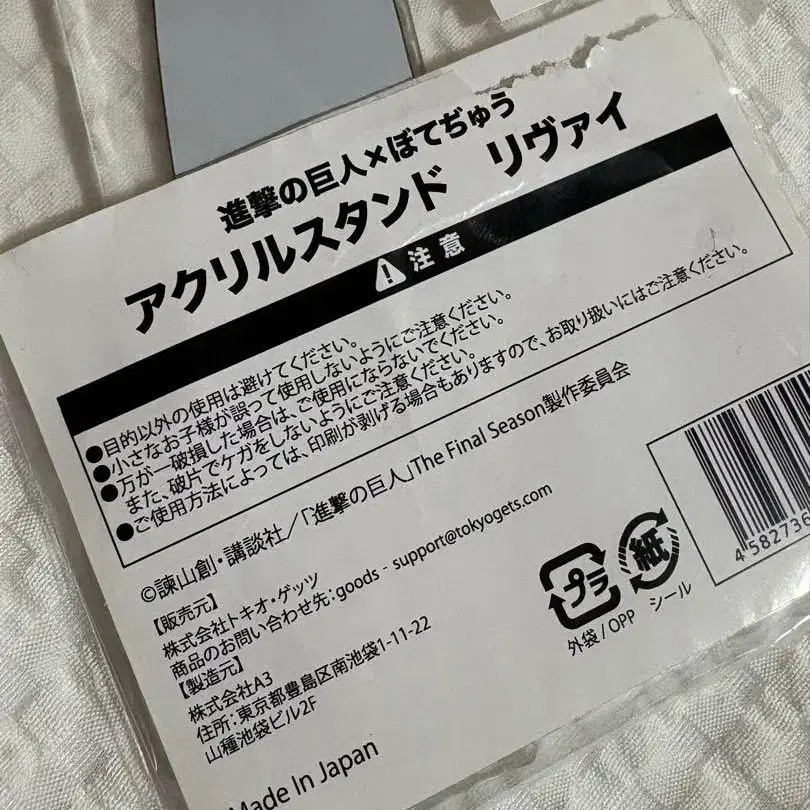 進撃の巨人×ぼてぢゅう
アクリルスタンド リヴァイ
注意
●目的以外の使用は避けてください。
●小さなお子様が誤って使用しないようにご注意ください。
●万が一破損した場合は、ご使用にならないでください。
また、破片でケガをしないようにご注意ください。
●ご使用方法によっては、印刷が剥げる場合もありますので、お取り扱いにはご注意ください。
©諫山創・講談社/「進撃の巨人」The Final Season製作委員会
【販売元】
株式会社トキオ・ゲッツ
商品のお問い合わせ先:goods - support@tokyogets.com
【製造元】
株式会社A3
住所:東京都豊島区南池袋1-11-22
山種池袋ビル2F
Made In Japan
プラ
外袋/OPP
紙
シール
4 582736